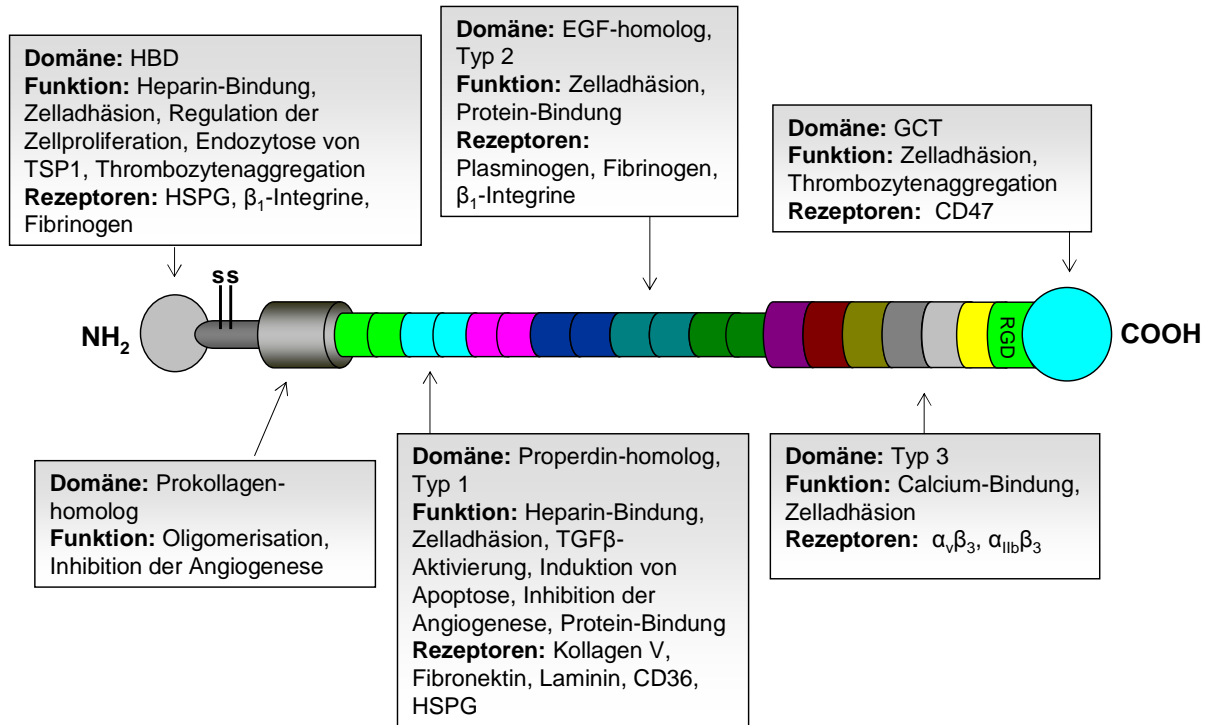 Domäne: HBD
Funktion: Heparin-Bindung,
Zelladhäsion, Regulation der
Zellproliferation, Endozytose von
TSP1, Thrombozytenaggregation
Rezeptoren: HSPG, β₁-Integrine,
Fibrinogen
Domäne: EGF-homolog,
Typ 2
Funktion: Zelladhäsion,
Protein-Bindung
Rezeptoren:
Plasminogen, Fibrinogen,
β₁-Integrine
Domäne: GCT
Funktion: Zelladhäsion,
Thrombozytenaggregation
Rezeptoren: CD47
ss
NH₂
RGD
COOH
Domäne: Prokollagen-
homolog
Funktion: Oligomerisation,
Inhibition der Angiogenese
Domäne: Properdin-homolog,
Typ 1
Funktion: Heparin-Bindung,
Zelladhäsion, TGFβ-
Aktivierung, Induktion von
Apoptose, Inhibition der
Angiogenese, Protein-Bindung
Rezeptoren: Kollagen V,
Fibronektin, Laminin, CD36,
HSPG
Domäne: Typ 3
Funktion: Calcium-Bindung,
Zelladhäsion
Rezeptoren: αvβ₃, αIIbβ₃